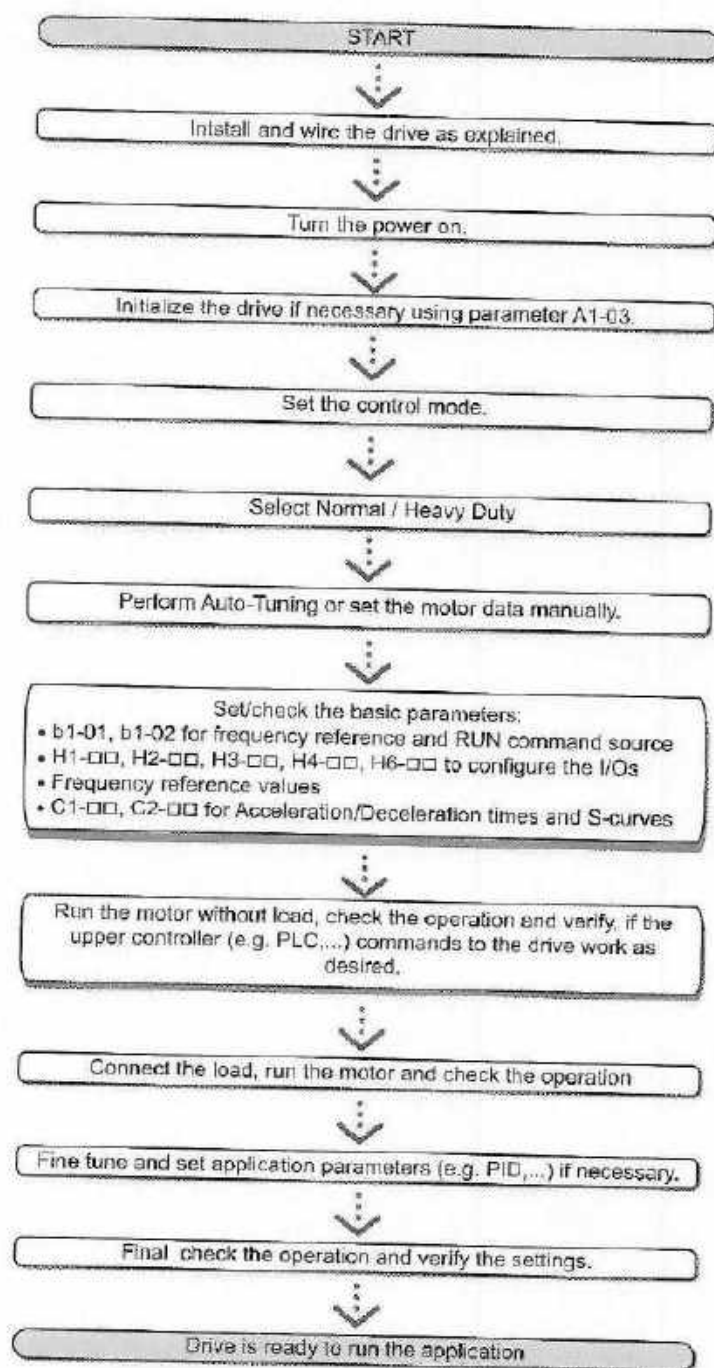 START
Intstall and wire the drive as explained.
Turn the power on.
Initialize the drive if necessary using parameter A1-03.
Set the control mode.
Select Normal / Heavy Duty
Perform Auto-Tuning or set the motor data manually.
Set/check the basic parameters:
• b1-01, b1-02 for frequency reference and RUN command source
• H1-□□, H2-□□, H3-□□, H4-□□, H6-□□ to configure the I/Os
• Frequency reference values
• C1-□□, C2-□□ for Acceleration/Deceleration times and S-curves
Run the motor without load, check the operation and verify, if the
upper controller (e.g. PLC,...) commands to the drive work as
desired.
Connect the load, run the motor and check the operation
Fine tune and set application parameters (e.g. PID,...) if necessary.
Final check the operation and verify the settings.
Drive is ready to run the application